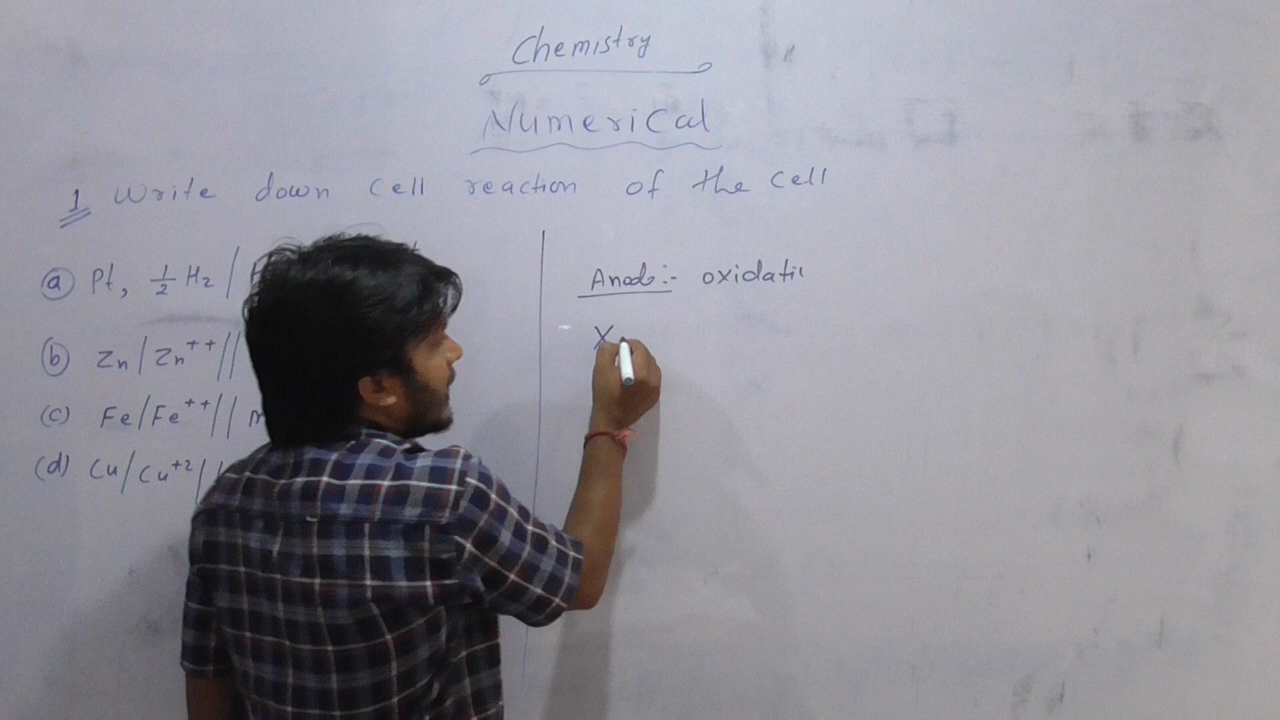 Chemistry
Numerical
1 Write down cell reaction of the cell
(a) Pt, 1/2 H2 /
(b) Zn / Zn++ //
(c) Fe / Fe++ // m
(d) Cu / Cu+2 / /
Anode:- oxidati
X